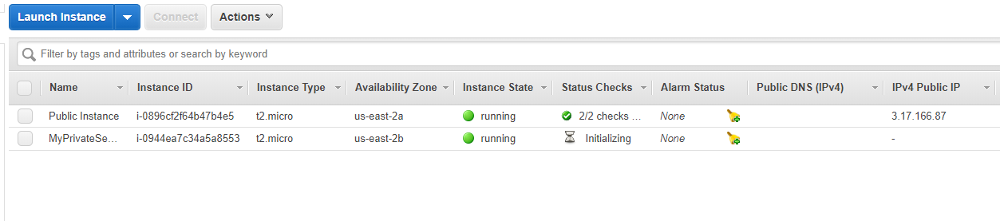 Launch Instance Connect Actions
Filter by tags and attributes or search by keyword
Name Instance ID Instance Type Availability Zone Instance State Status Checks Alarm Status Public DNS (IPv4) IPv4 Public IP
Public Instance i-0896cf2f64b47b4e5 t2.micro us-east-2a running 2/2 checks ... None 3.17.166.87
MyPrivateSe... i-0944ea7c34a5a8553 t2.micro us-east-2b running Initializing None -